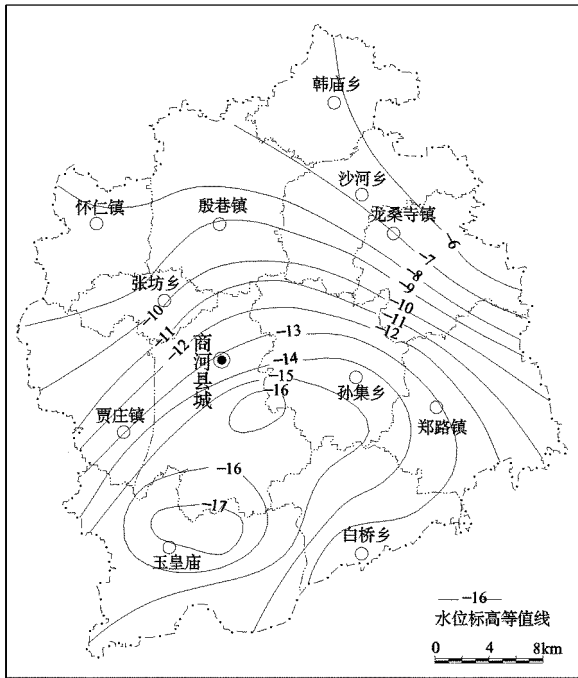 韩庙乡
沙河乡
怀仁镇
殷巷镇
龙桑寺镇
-6
-7
-8
-9
张坊乡
-10
-10
-11
-11
-12
-12
商河县城
-13
-14
-15
-16
孙集乡
郑路镇
贾庄镇
-16
-17
玉皇庙
白桥乡
-16
水位标高等值线
0 4 8km